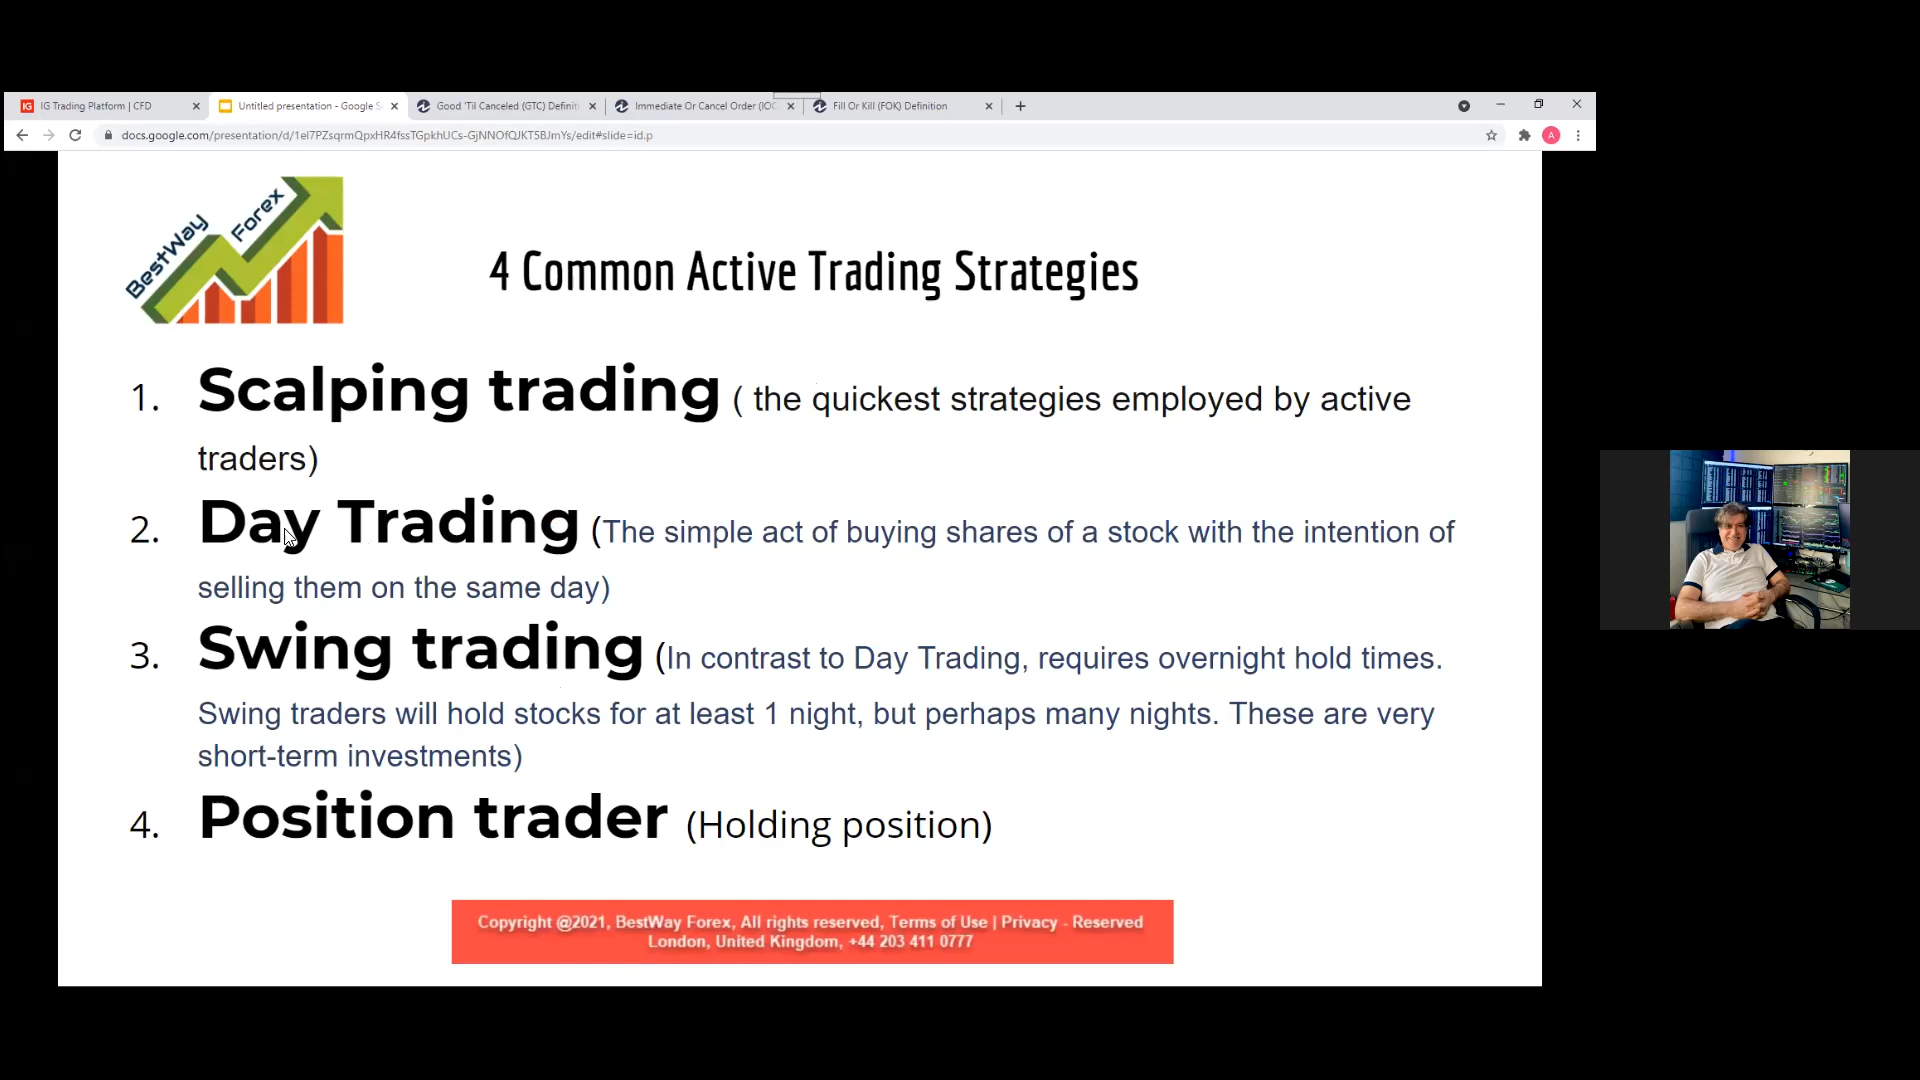 IG Trading Platform | CFD
Untitled presentation - Google S
Good 'Til Canceled (GTC) Definiti
Immediate Or Cancel Order (IOC
Fill Or Kill (FOK) Definition
docs.google.com/presentation/d/1el7PZsqrmQpxHR4fssTGpkhUCs-GjNNOfQJKT5BJmYs/edit#slide=id.p
A
BestWay Forex
4 Common Active Trading Strategies
1. Scalping trading ( the quickest strategies employed by active
traders)
2. Day Trading (The simple act of buying shares of a stock with the intention of
selling them on the same day)
3. Swing trading (In contrast to Day Trading, requires overnight hold times.
Swing traders will hold stocks for at least 1 night, but perhaps many nights. These are very
short-term investments)
4. Position trader (Holding position)
Copyright @2021, BestWay Forex, All rights reserved, Terms of Use | Privacy - Reserved
London, United Kingdom, +44 203 411 0777